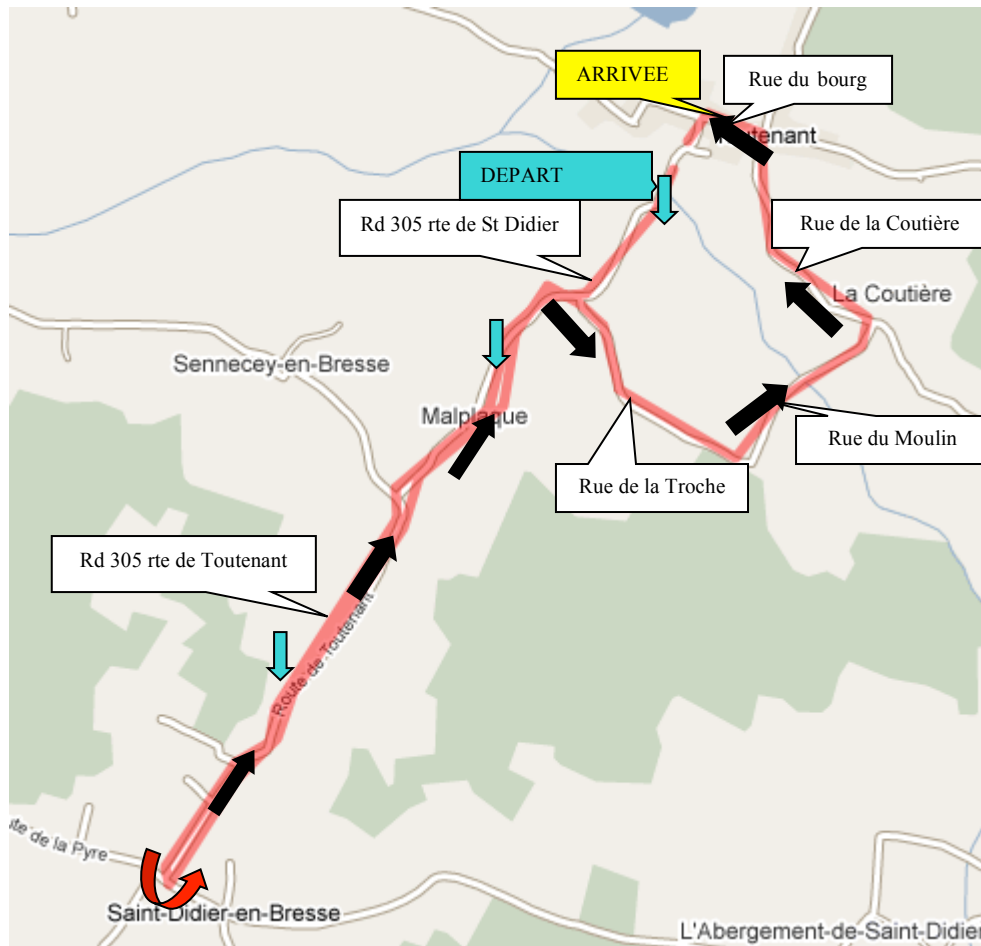 ARRIVEE
Rue du bourg
Toutenant
DEPART
Rd 305 rte de St Didier
Rue de la Coutière
La Coutière
Sennecey-en-Bresse
Malplaque
Rue du Moulin
Rue de la Troche
Rd 305 rte de Toutenant
Route de Toutenant
ute de la Pyre
Saint-Didier-en-Bresse
L'Abergement-de-Saint-Didier